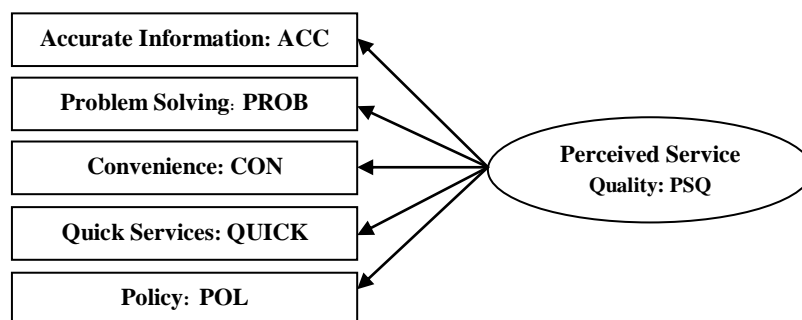 Accurate Information: ACC
Problem Solving: PROB
Convenience: CON
Quick Services: QUICK
Policy: POL
Perceived Service
Quality: PSQ